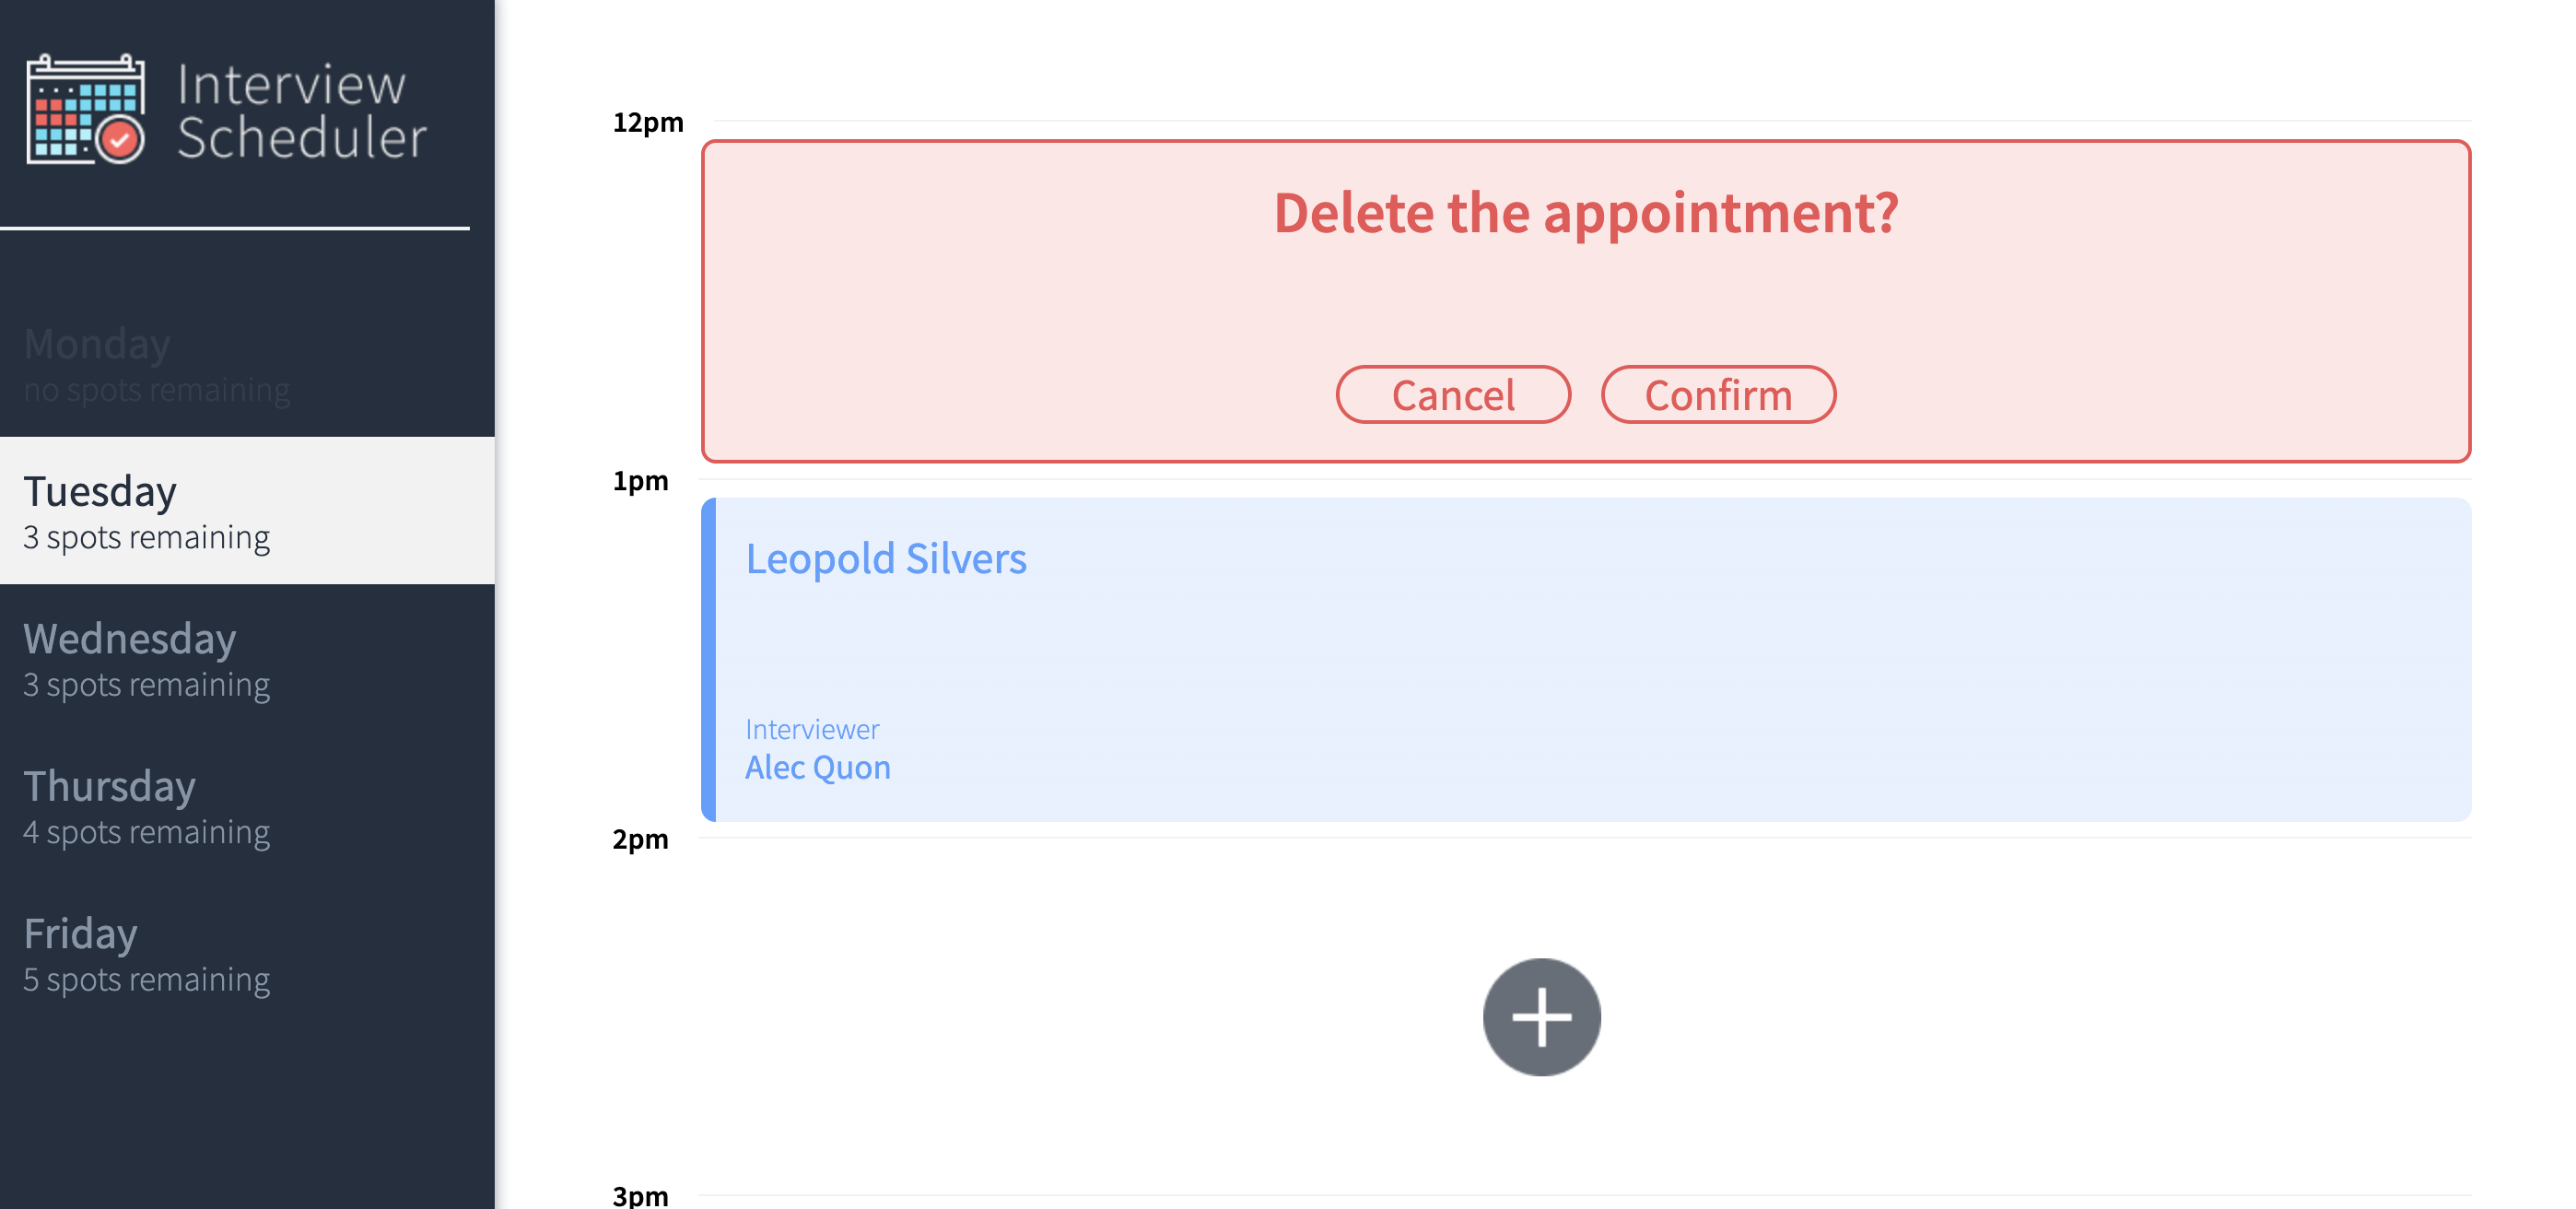 Interview
Scheduler
Monday
no spots remaining
Tuesday
3 spots remaining
Wednesday
3 spots remaining
Thursday
4 spots remaining
Friday
5 spots remaining
12pm
Delete the appointment?
Cancel Confirm
1pm
Leopold Silvers
Interviewer
Alec Quon
2pm
3pm